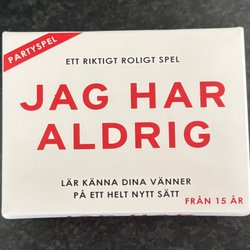 PARTYSPEL
ETT RIKTIGT ROLIGT SPEL
JAG HAR
ALDRIG
LÄR KÄNNA DINA VÄNNER
PÅ ETT HELT NYTT SÄTT
FRÅN 15 ÅR